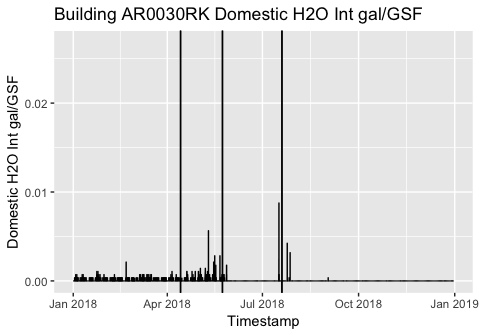 Building AR0030RK Domestic H2O Int gal/GSF
Domestic H2O Int gal/GSF
0.02
0.01
0.00
Jan 2018
Apr 2018
Jul 2018
Oct 2018
Jan 2019
Timestamp